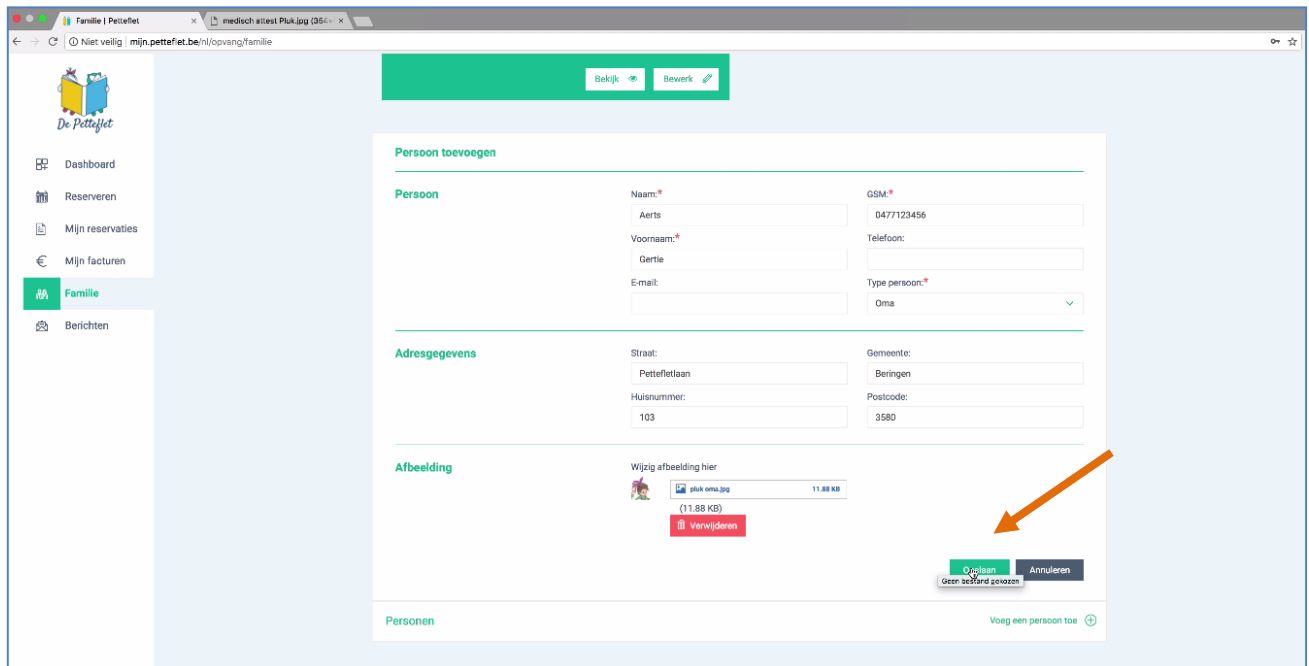 Familie | Petteflet
medisch attest Pluk.jpg (364×
Niet veilig | mijn.petteflet.be/nl/opvang/familie
De Petteflet
Dashboard
Reserveren
Mijn reservaties
Mijn facturen
Familie
Berichten
Bekijk
Bewerk
Persoon toevoegen
Persoon
Naam:*
GSM:*
Aerts
0477123456
Voornaam:*
Telefoon:
Gertie
E-mail:
Type persoon:*
Oma
Adresgegevens
Straat:
Gemeente:
Pettefletlaan
Beringen
Huisnummer:
Postcode:
103
3580
Afbeelding
Wijzig afbeelding hier
pluk oma.jpg 11.88 KB
(11.88 KB)
Verwijderen
Opslaan
Annuleren
Geen bestand gekozen
Personen
Voeg een persoon toe